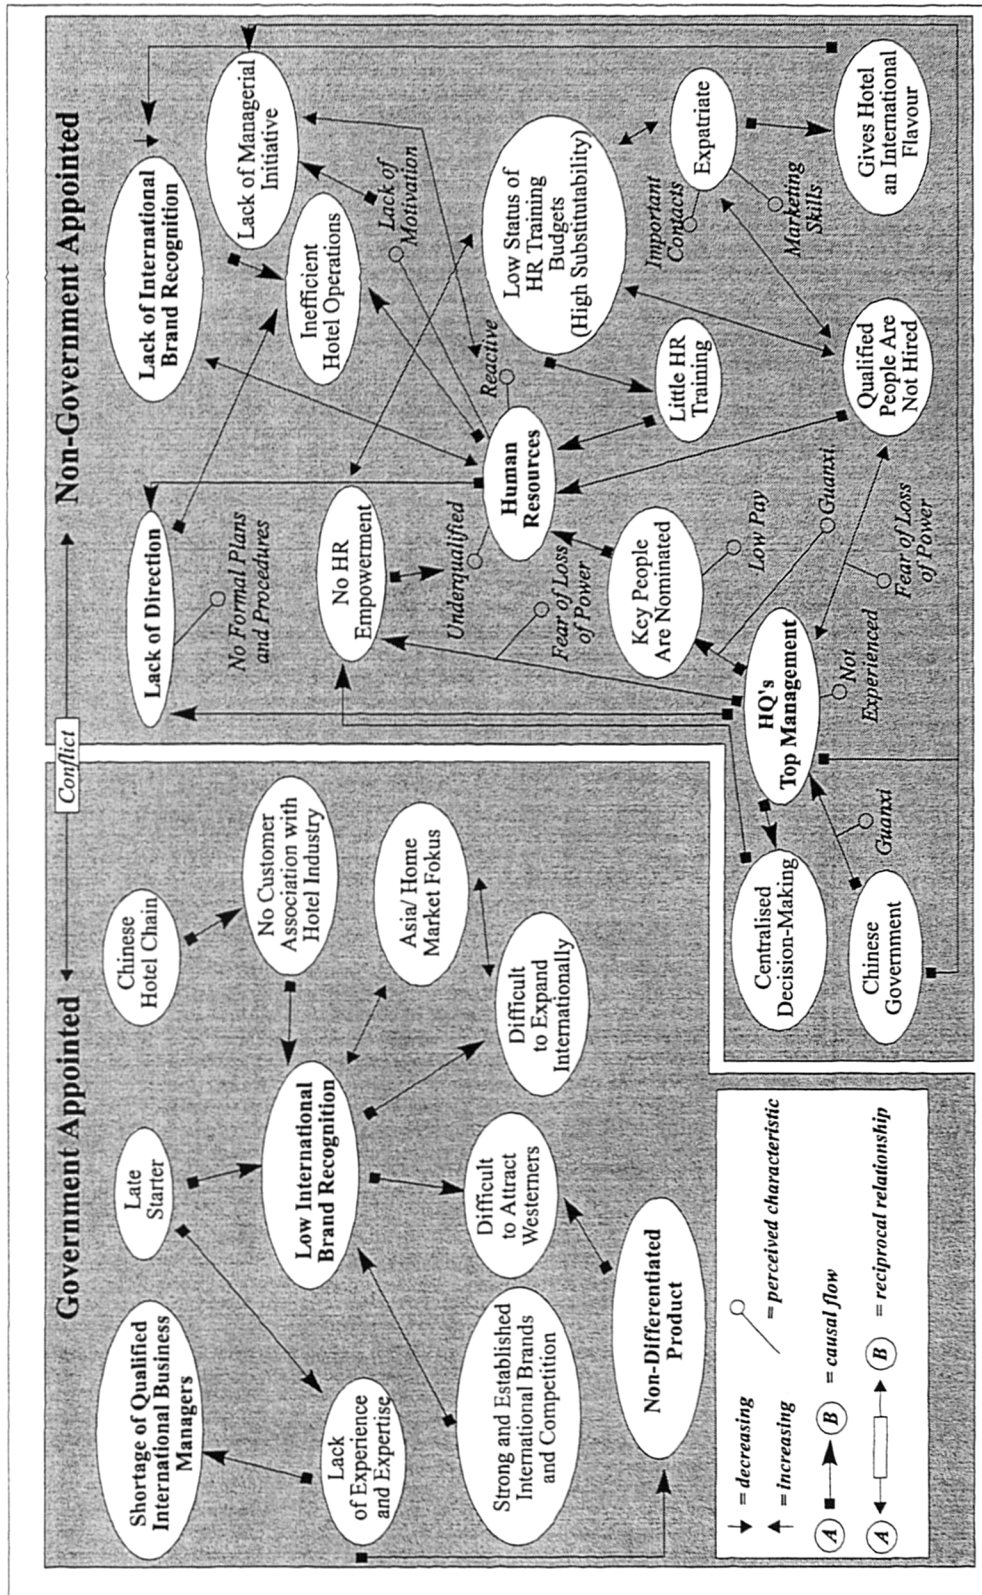 Government Appointed
Conflict
Non-Government Appointed
Shortage of Qualified
International Business
Managers
Late
Starter
Chinese
Hotel Chain
Lack
of Experience
and Expertise
Low International
Brand Recognition
No Customer
Association with
Hotel Industry
Asia/ Home
Market Fokus
Strong and Established
International Brands
and Competition
Difficult
to Attract
Westerners
Difficult
to Expand
Internationally
Non-Differentiated
Product
Lack of Direction
No Formal Plans
and Procedures
Lack of International
Brand Recognition
Lack of Managerial
Initiative
Inefficient
Hotel Operations
Lack of
Motivation
No HR
Empowerment
Underqualified
Reactive
Human
Resources
Low Status of
HR Training
Budgets
(High Substitutability)
Fear of Loss
of Power
Key People
Are Nominated
Little HR
Training
Important
Contacts
Expatriate
Low Pay
Marketing
Skills
Guanxi
HQ's
Top Management
Not
Experienced
Fear of Loss
of Power
Qualified
People Are
Not Hired
Gives Hotel
an International
Flavour
Centralised
Decision-Making
Chinese
Government
Guanxi
= decreasing
= increasing
= perceived characteristic
A B = causal flow
A B = reciprocal relationship